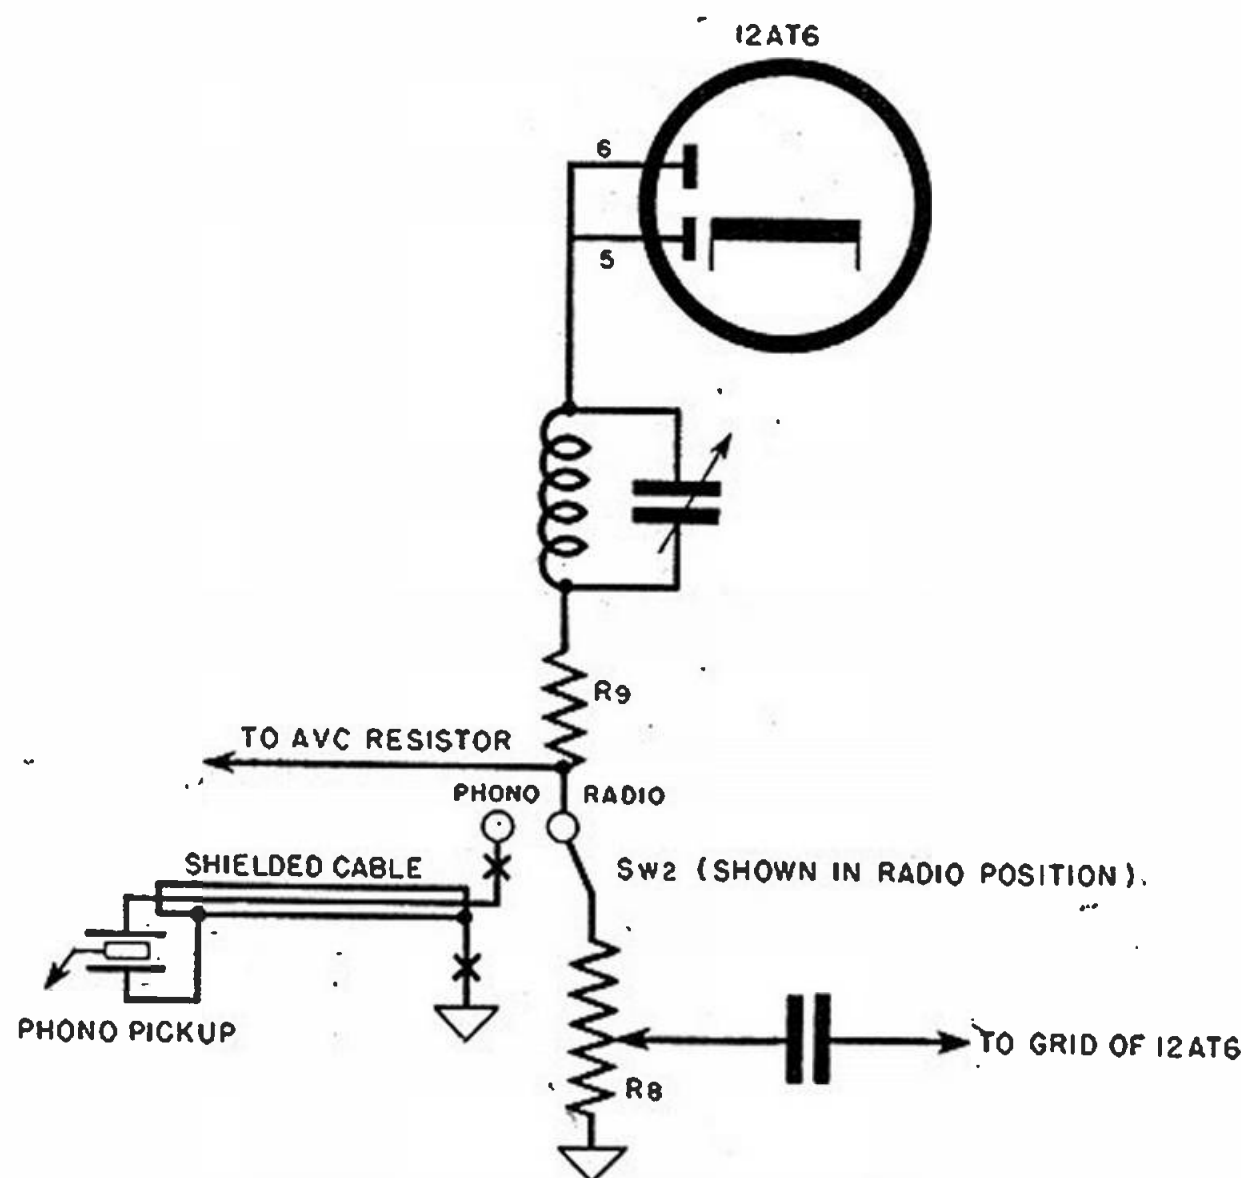 12AT6
6
5
R9
TO AVC RESISTOR
PHONO
RADIO
SHIELDED CABLE
SW2 (SHOWN IN RADIO POSITION).
PHONO PICKUP
TO GRID OF 12AT6
R8